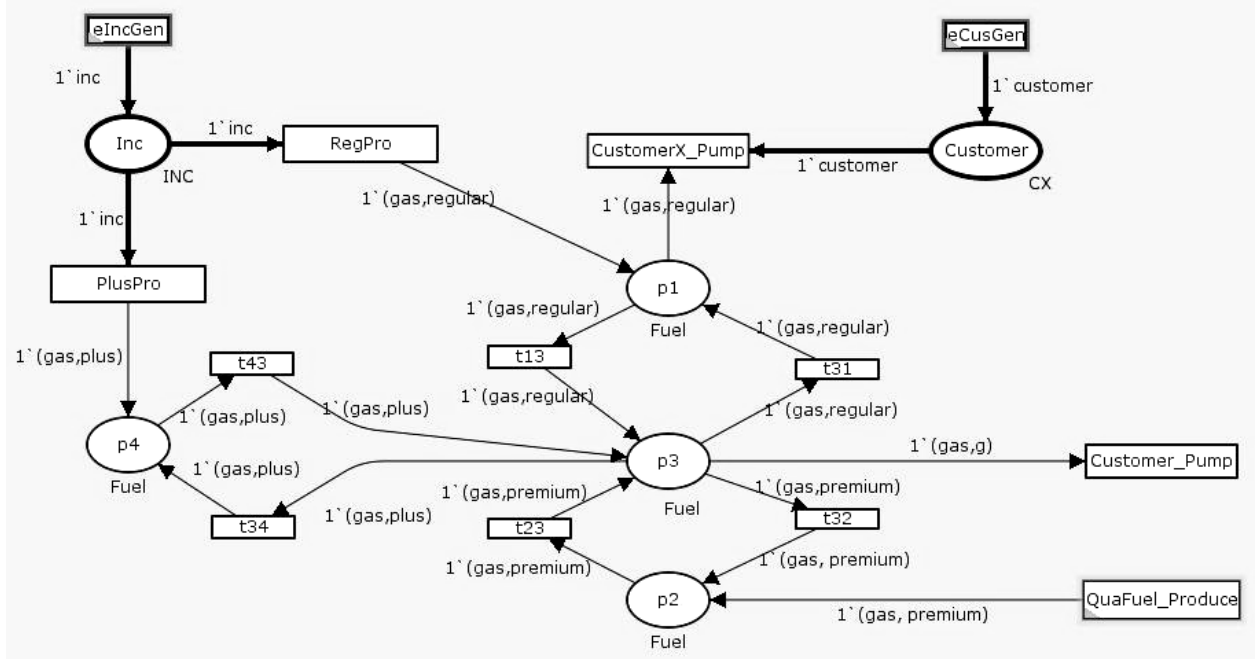 eIncGen
eCusGen
1`inc
1`customer
1`inc
Inc
RegPro
CustomerX_Pump
Customer
1`customer
INC
CX
1`(gas,regular)
1`(gas,regular)
1`inc
PlusPro
p1
1`(gas,regular)
Fuel
1`(gas,regular)
1`(gas,plus)
t43
t13
t31
1`(gas,plus)
1`(gas,plus)
1`(gas,regular)
1`(gas,regular)
p4
1`(gas,g)
p3
Customer_Pump
1`(gas,plus)
Fuel
1`(gas,premium)
1`(gas,premium)
Fuel
1`(gas,plus)
t34
t23
t32
1`(gas,premium)
1`(gas, premium)
p2
QuaFuel_Produce
1`(gas, premium)
Fuel